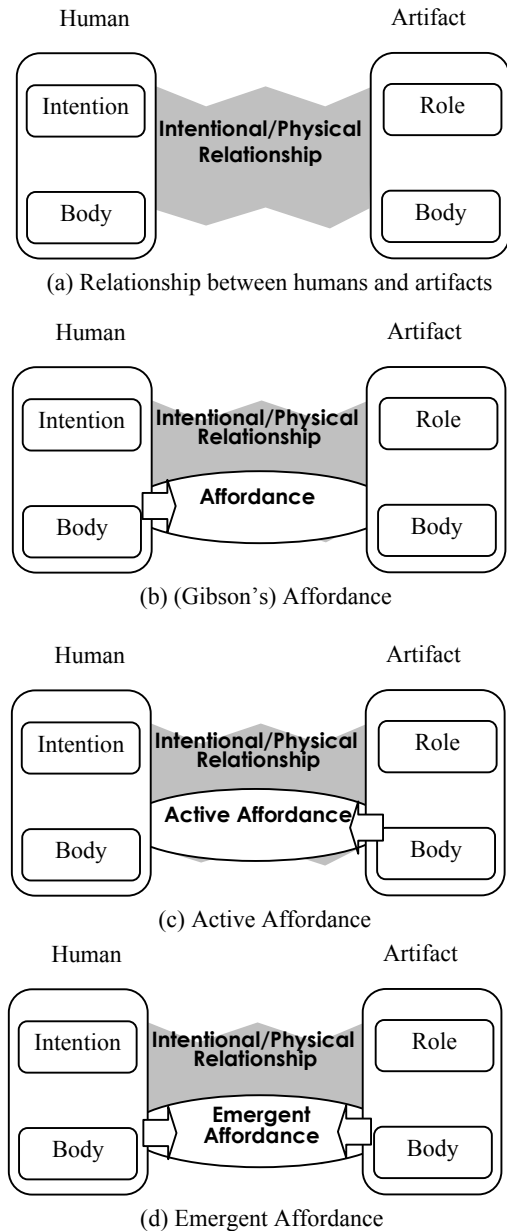 Human Artifact
Intention Role
Intentional/Physical
Relationship
Body Body
(a) Relationship between humans and artifacts
Human Artifact
Intention Role
Intentional/Physical
Relationship
Affordance
Body Body
(b) (Gibson's) Affordance
Human Artifact
Intention Role
Intentional/Physical
Relationship
Active Affordance
Body Body
(c) Active Affordance
Human Artifact
Intention Role
Intentional/Physical
Relationship
Emergent
Affordance
Body Body
(d) Emergent Affordance